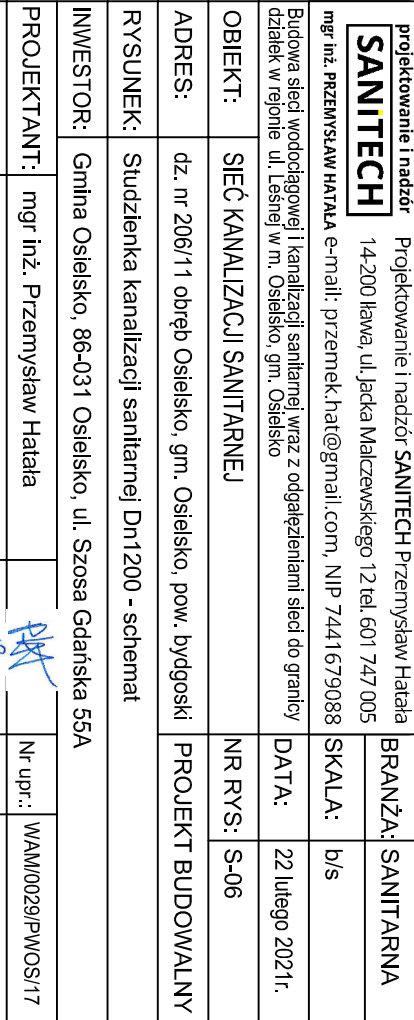 projektowanie i nadzór
SANiTECH
mgr inż. PRZEMYSŁAW HATAŁA
Projektowanie i nadzór SANITECH Przemysław Hatała
14-200 Iława, ul. Jacka Malczewskiego 12 tel. 601 747 005
e-mail: przemek.hat@gmail.com, NIP 7441679088
BRANŻA: SANITARNA
SKALA: b/s
Budowa sieci wodociągowej i kanalizacji sanitarnej wraz z odgałęzieniami sieci do granicy
działek w rejonie ul. Leśnej w m. Osielsko, gm. Osielsko
DATA: 22 lutego 2021r.
OBIEKT: SIEĆ KANALIZACJI SANITARNEJ
NR RYS: S-06
ADRES: dz. nr 206/11 obręb Osielsko, gm. Osielsko, pow. bydgoski
PROJEKT BUDOWALNY
RYSUNEK: Studzienka kanalizacji sanitarnej Dn1200 - schemat
INWESTOR: Gmina Osielsko, 86-031 Osielsko, ul. Szosa Gdańska 55A
PROJEKTANT: mgr inż. Przemysław Hatała
Nr upr.: WAM/0029/PWOS/17